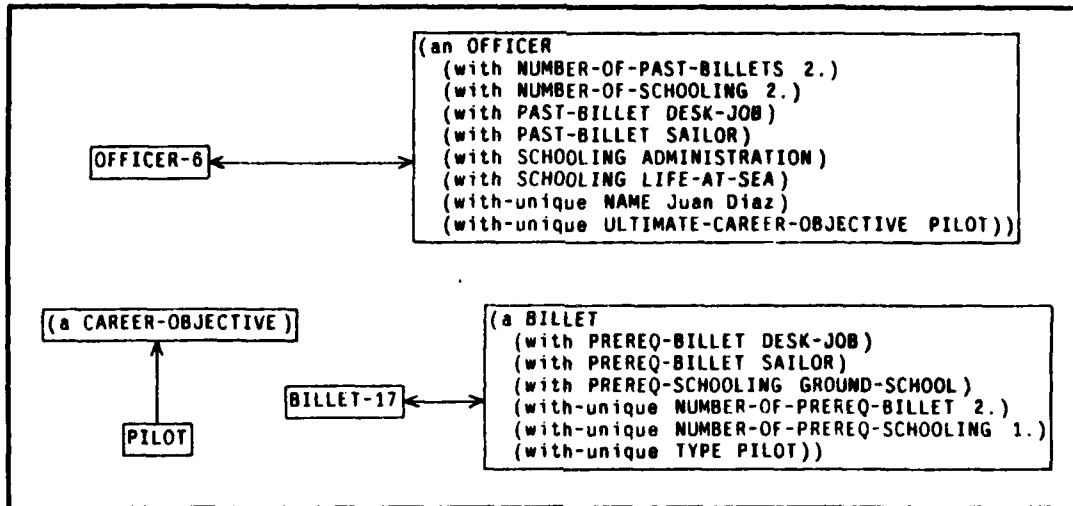 (an OFFICER
(with NUMBER-OF-PAST-BILLETS 2.)
(with NUMBER-OF-SCHOOLING 2.)
(with PAST-BILLET DESK-JOB)
(with PAST-BILLET SAILOR)
OFFICER-6
(with SCHOOLING ADMINISTRATION)
(with SCHOOLING LIFE-AT-SEA)
(with-unique NAME Juan Diaz)
(with-unique ULTIMATE-CAREER-OBJECTIVE PILOT))
(a CAREER-OBJECTIVE)
PILOT
BILLET-17
(a BILLET
(with PREREQ-BILLET DESK-JOB)
(with PREREQ-BILLET SAILOR)
(with PREREQ-SCHOOLING GROUND-SCHOOL)
(with-unique NUMBER-OF-PREREQ-BILLET 2.)
(with-unique NUMBER-OF-PREREQ-SCHOOLING 1.)
(with-unique TYPE PILOT))